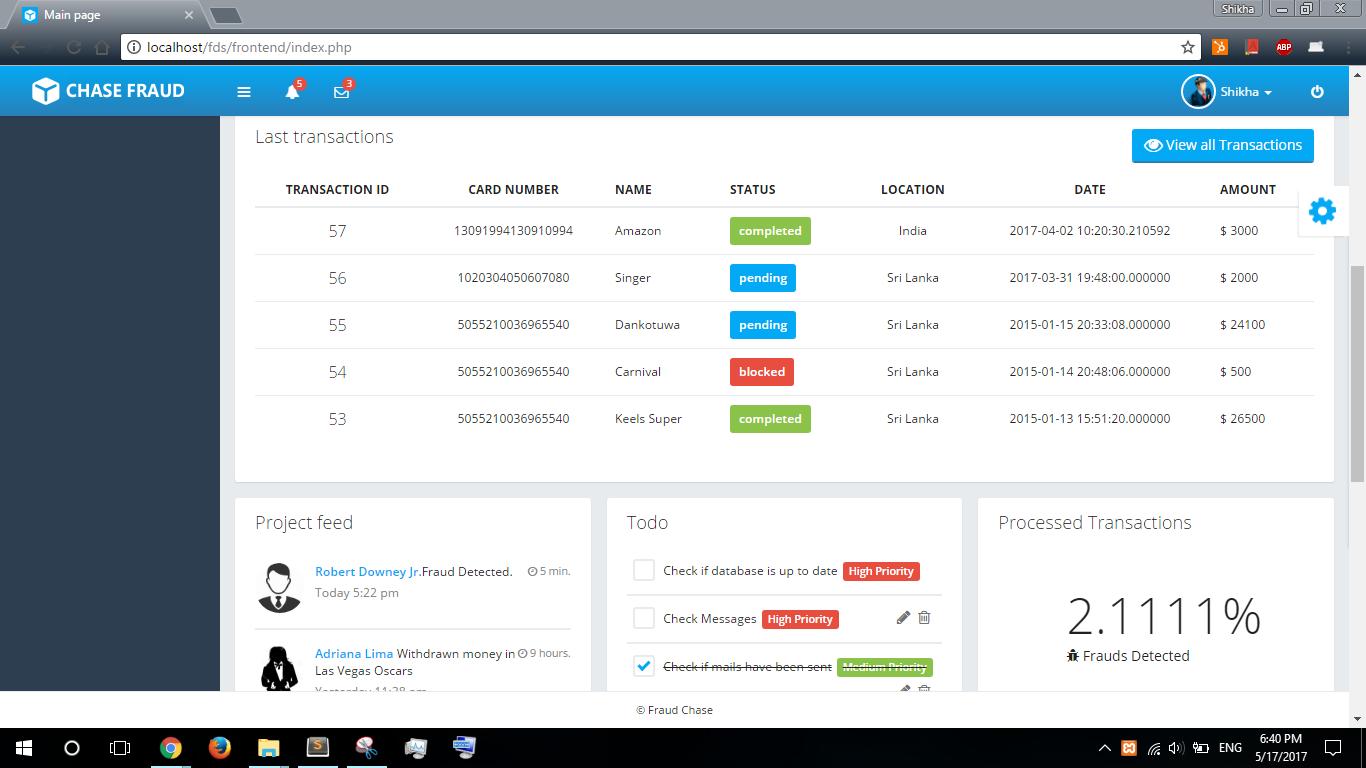 Main page
Shikha
localhost/fds/frontend/index.php
ABP
CHASE FRAUD
5
3
Shikha
Last transactions
View all Transactions
TRANSACTION ID CARD NUMBER NAME STATUS LOCATION DATE AMOUNT
57 13091994130910994 Amazon completed India 2017-04-02 10:20:30.210592 $ 3000
56 1020304050607080 Singer pending Sri Lanka 2017-03-31 19:48:00.000000 $ 2000
55 5055210036965540 Dankotuwa pending Sri Lanka 2015-01-15 20:33:08.000000 $ 24100
54 5055210036965540 Carnival blocked Sri Lanka 2015-01-14 20:48:06.000000 $ 500
53 5055210036965540 Keels Super completed Sri Lanka 2015-01-13 15:51:20.000000 $ 26500
Project feed
Robert Downey Jr.Fraud Detected. 5 min.
Today 5:22 pm
Adriana Lima Withdrawn money in 9 hours.
Las Vegas Oscars
Yesterday 11:38 am
Todo
Check if database is up to date High Priority
Check Messages High Priority
Check if mails have been sent Medium Priority
Processed Transactions
2.1111%
Frauds Detected
© Fraud Chase
S
ENG
6:40 PM
5/17/2017